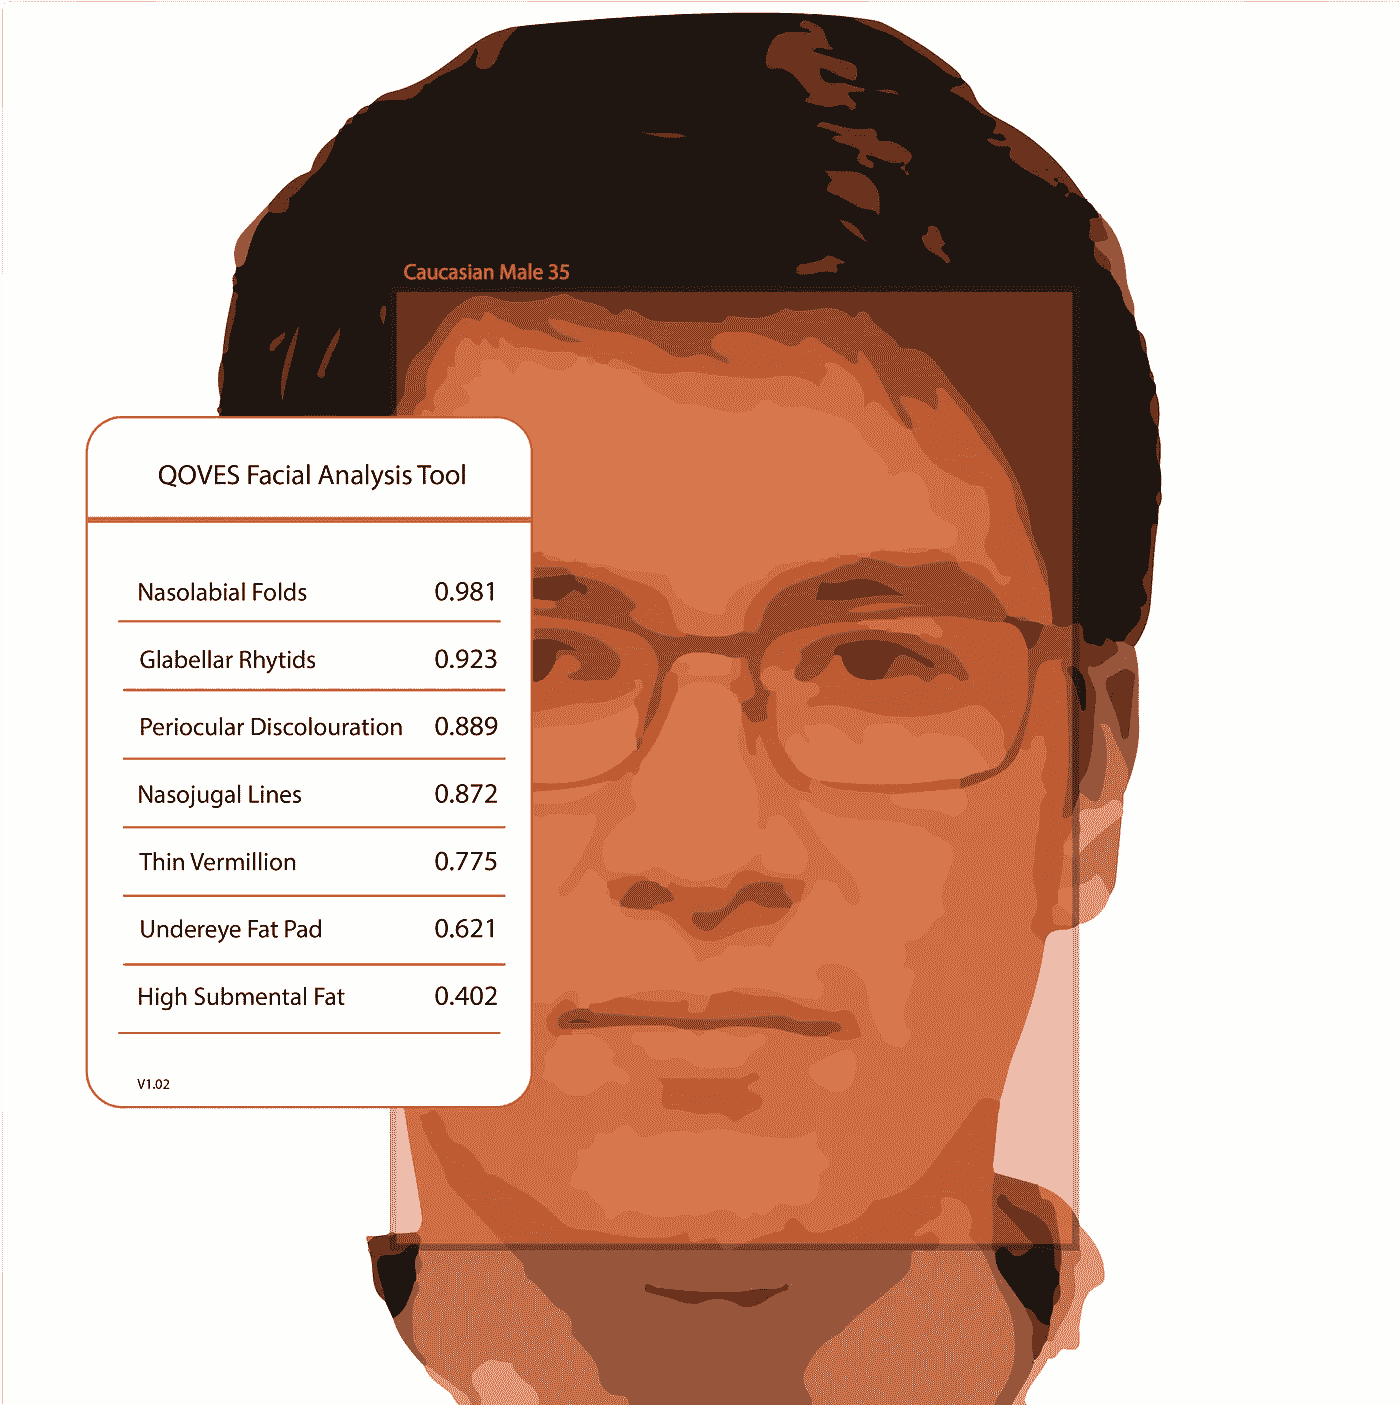 Caucasian Male 35
QOVES Facial Analysis Tool
Nasolabial Folds 0.981
Glabellar Rhytids 0.923
Periocular Discolouration 0.889
Nasojugal Lines 0.872
Thin Vermillion 0.775
Undereye Fat Pad 0.621
High Submental Fat 0.402
V1.02